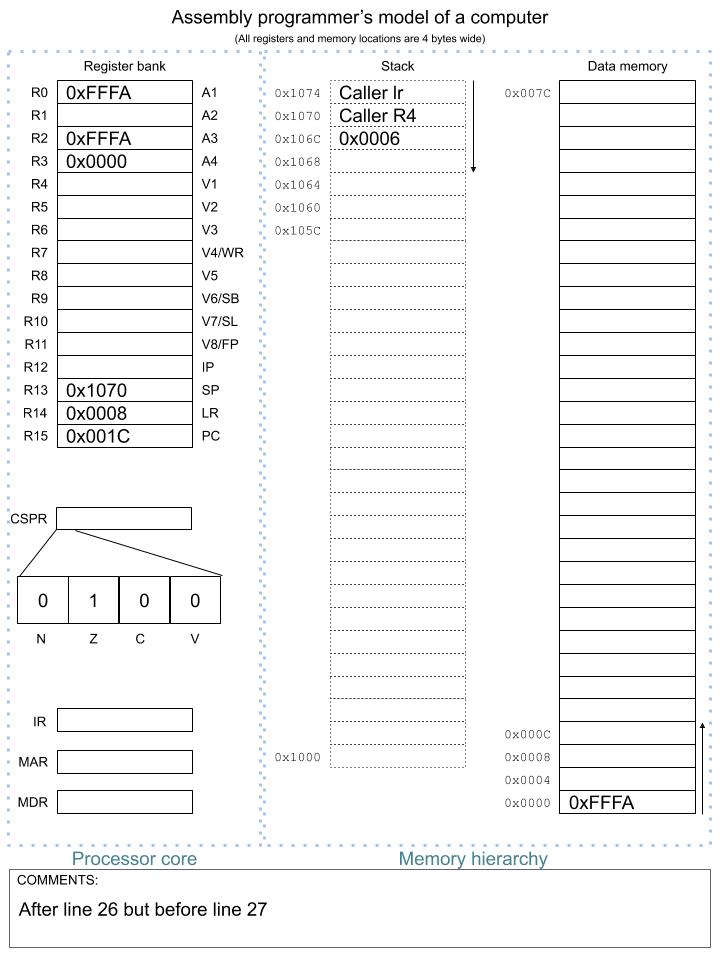 Assembly programmer’s model of a computer
(All registers and memory locations are 4 bytes wide)
Register bank
Stack
Data memory
R0 0xFFFA A1
R1 A2
R2 0xFFFA A3
R3 0x0000 A4
R4 V1
R5 V2
R6 V3
R7 V4/WR
R8 V5
R9 V6/SB
R10 V7/SL
R11 V8/FP
R12 IP
R13 0x1070 SP
R14 0x0008 LR
R15 0x001C PC
CSPR
0 1 0 0
N Z C V
IR
MAR
MDR
Processor core
0x1074 Caller lr
0x1070 Caller R4
0x106C 0x0006
0x1068
0x1064
0x1060
0x105C
0x1000
0x007C
0x000C
0x0008
0x0004
0x0000 0xFFFA
Memory hierarchy
COMMENTS:
After line 26 but before line 27